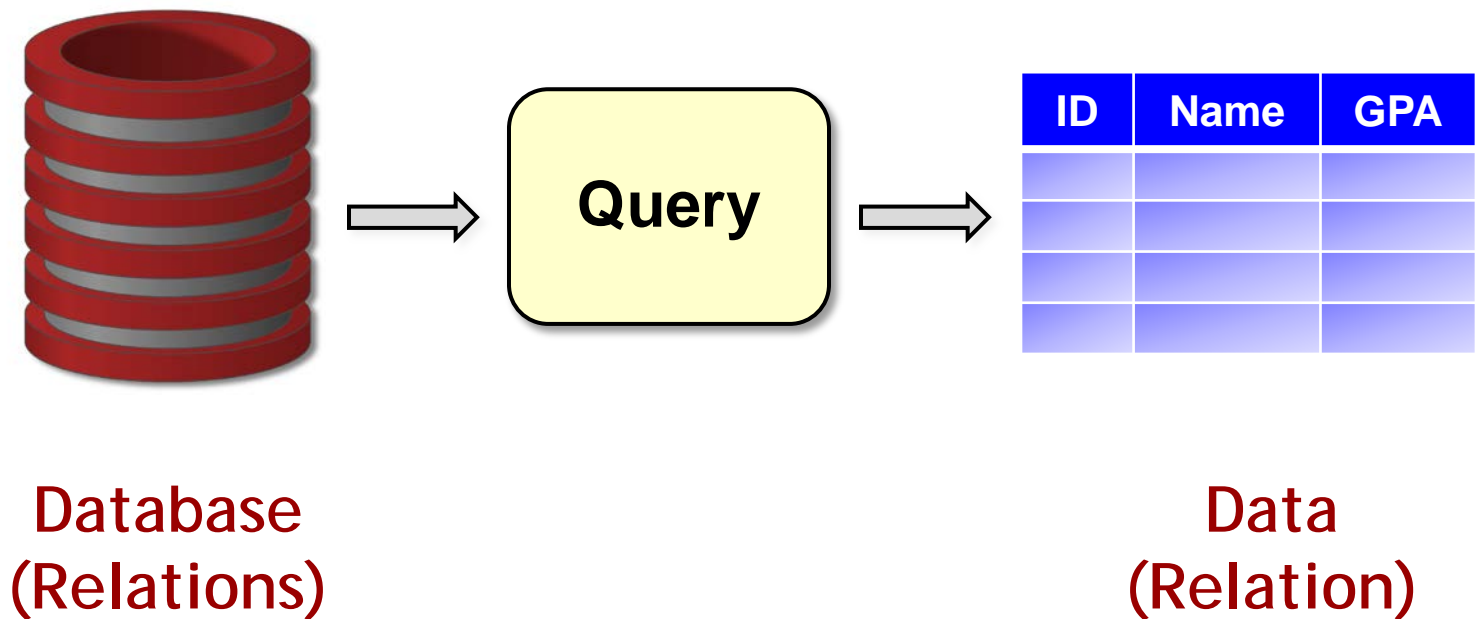 ID Name GPA
Query
Database
(Relations)
Data
(Relation)